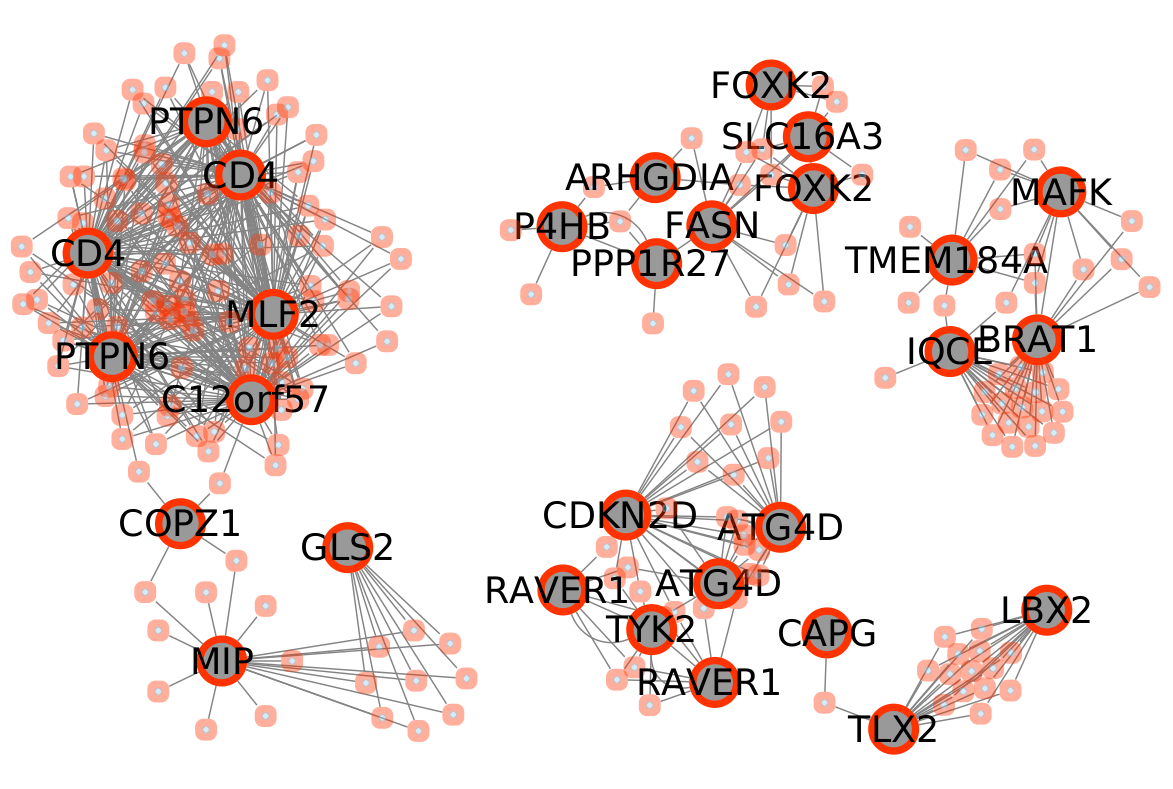 PTPN6
CD4
CD4
MLF2
PTPN6
C12orf57
COPZ1
GLS2
MIP
FOXK2
SLC16A3
ARHGDIA
FOXK2
P4HB
FASN
PPP1R27
MAFK
TMEM184A
IQCE
BRAT1
CDKN2D
ATG4D
RAVER1
ATG4D
TYK2
RAVER1
CAPG
LBX2
TLX2